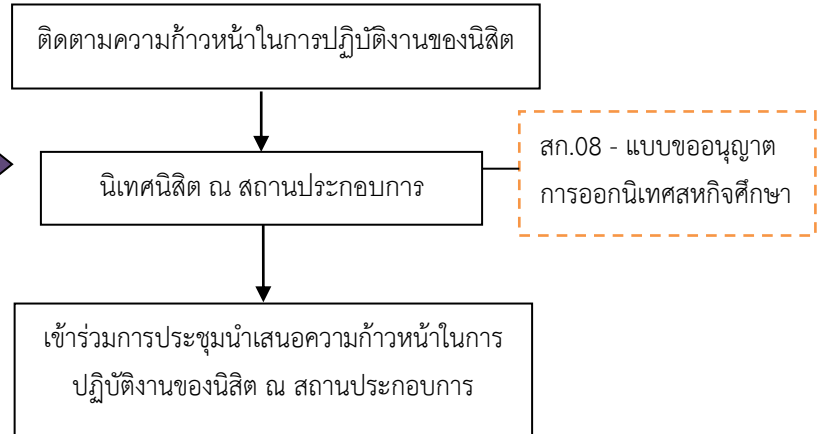 ติดตามความก้าวหน้าในการปฏิบัติงานของนิสิต
นิเทศนิสิต ณ สถานประกอบการ
สก.08 - แบบขออนุญาต
การออกนิเทศสหกิจศึกษา
เข้าร่วมการประชุมนำเสนอความก้าวหน้าในการ
ปฏิบัติงานของนิสิต ณ สถานประกอบการ